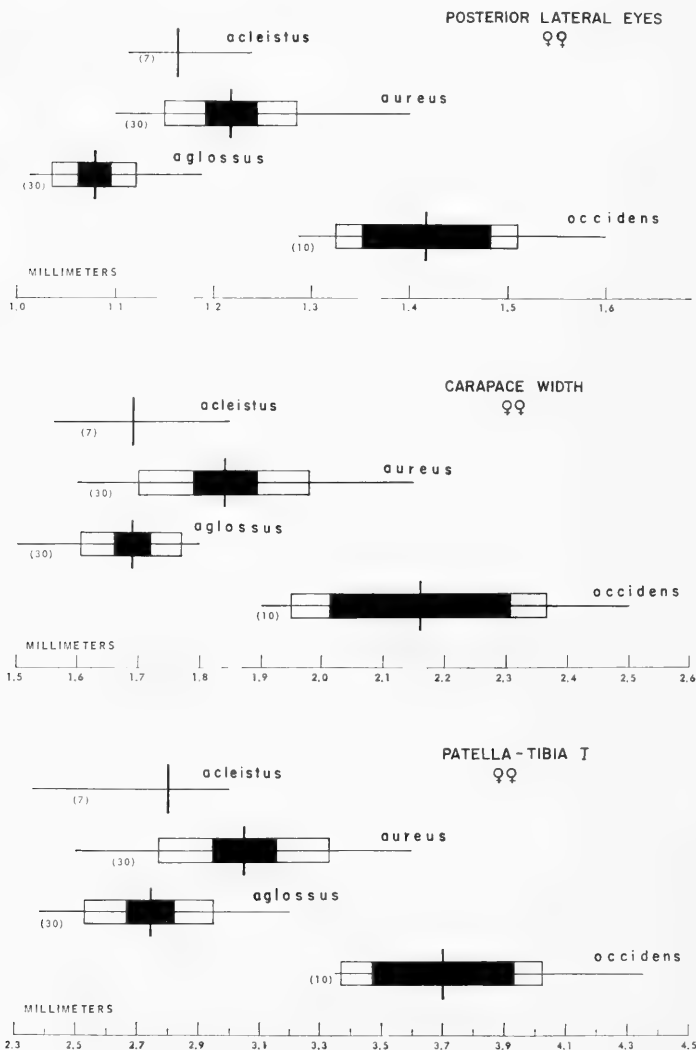 POSTERIOR LATERAL EYES
♀♀
acleistus
(7)
aureus
(30)
aglossus
(30)
occidens
(10)
MILLIMETERS
1.0 1.1 1.2 1.3 1.4 1.5 1.6
CARAPACE WIDTH
♀♀
acleistus
(7)
aureus
(30)
aglossus
(30)
occidens
(10)
MILLIMETERS
1.5 1.6 1.7 1.8 1.9 2.0 2.1 2.2 2.3 2.4 2.5 2.6
PATELLA-TIBIA I
♀♀
acleistus
(7)
aureus
(30)
aglossus
(30)
occidens
(10)
MILLIMETERS
2.3 2.5 2.7 2.9 3.1 3.3 3.5 3.7 3.9 4.1 4.3 4.5